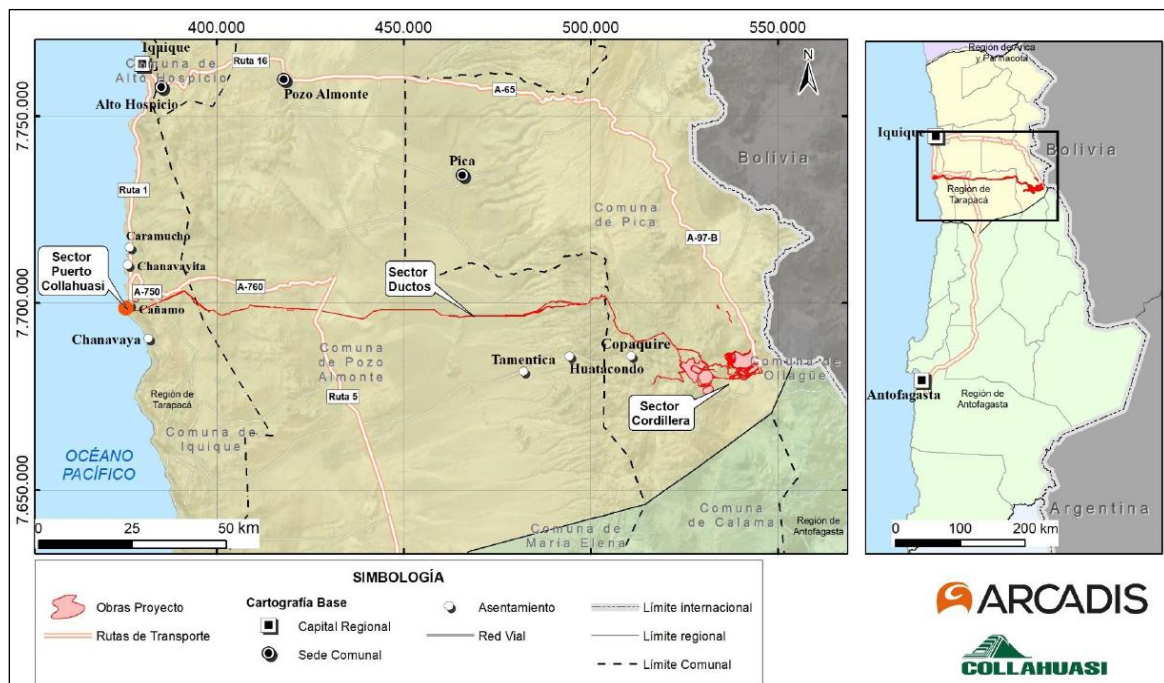 400.000
450.000
500.000
550.000
7.750.000
7.700.000
7.650.000
Iquique
Comuna de
Alto Hospicio
Ruta 16
Alto Hospicio
Pozo Almonte
A-65
N
Bolivia
Pica
Comuna
de Pica
Ruta 1
A-97-B
Caramucho
Sector
Puerto
Collahuasi
Chanavayita
Sector
Ductos
A-750
A-760
Cáñamo
Chanavaya
Comuna
de Pozo
Almonte
Tamentica
Copaquire
Huatacondo
Comuna de
Ollagüe
Región de
Tarapacá
Ruta 5
Sector
Cordillera
Comuna de
Iquique
OCÉANO
PACÍFICO
Comuna
de Calama
Comuna de
María Elena
Región de
Antofagasta
0 25 50 km
Región de Arica
y Parinacota
Iquique
Bolivia
Región de
Tarapacá
Antofagasta
Región de
Antofagasta
Argentina
0 100 200 km
SIMBOLOGÍA
Obras Proyecto
Rutas de Transporte
Cartografía Base
Capital Regional
Sede Comunal
Asentamiento
Red Vial
Límite internacional
Límite regional
Límite Comunal
ARCADIS
COLLAHUASI